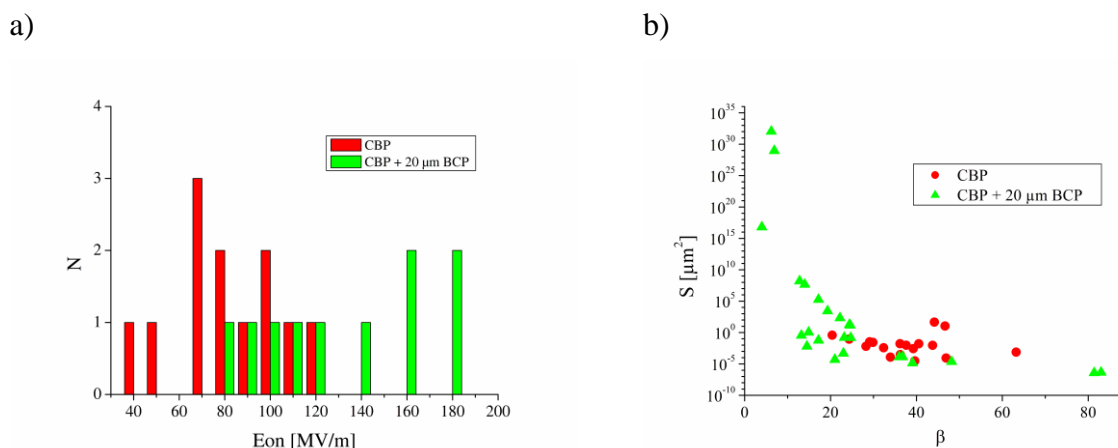 a)
b)
4
3
2
1
0
N
CBP
CBP + 20 µm BCP
40 60 80 100 120 140 160 180 200
Eon [MV/m]
10^35
10^30
10^25
10^20
10^15
10^10
10^5
10^0
10^-5
10^-10
S [µm^2]
CBP
CBP + 20 µm BCP
0 20 40 60 80
β